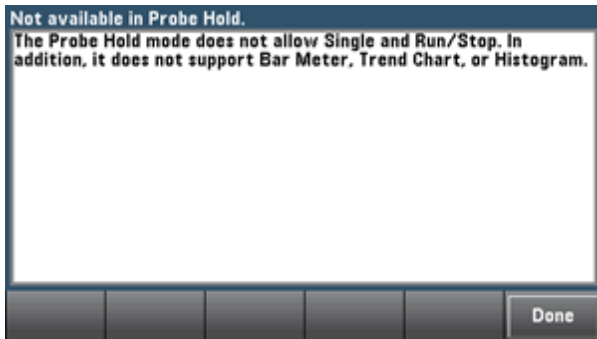 Not available in Probe Hold.
The Probe Hold mode does not allow Single and Run/Stop. In
addition, it does not support Bar Meter, Trend Chart, or Histogram.
Done